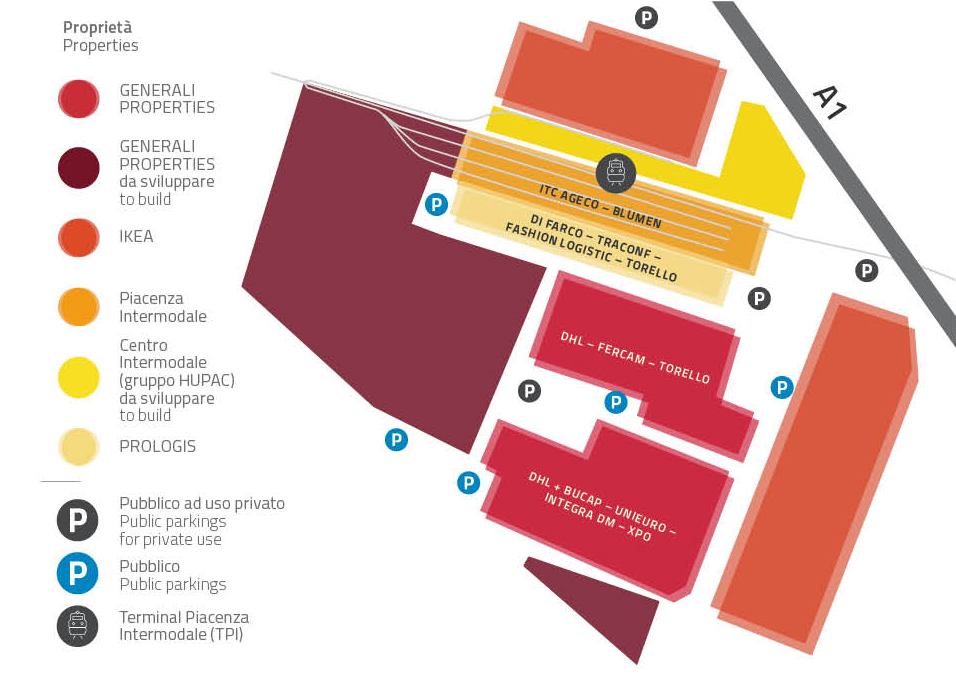 Proprietà
Properties
GENERALI
PROPERTIES
GENERALI
PROPERTIES
da sviluppare
to build
IKEA
Piacenza
Intermodale
Centro
Intermodale
(gruppo HUPAC)
da sviluppare
to build
PROLOGIS
P
Pubblico ad uso privato
Public parkings
for private use
P
Pubblico
Public parkings
Terminal Piacenza
Intermodale (TPI)
P
A1
ITC AGECO – BLUMEN
P
DI FARCO – TRACONF –
FASHION LOGISTIC – TORELLO
P
P
DHL – FERCAM – TORELLO
P
P
P
P
P
DHL + BUCAP – UNIEURO –
INTEGRA DM – XPO